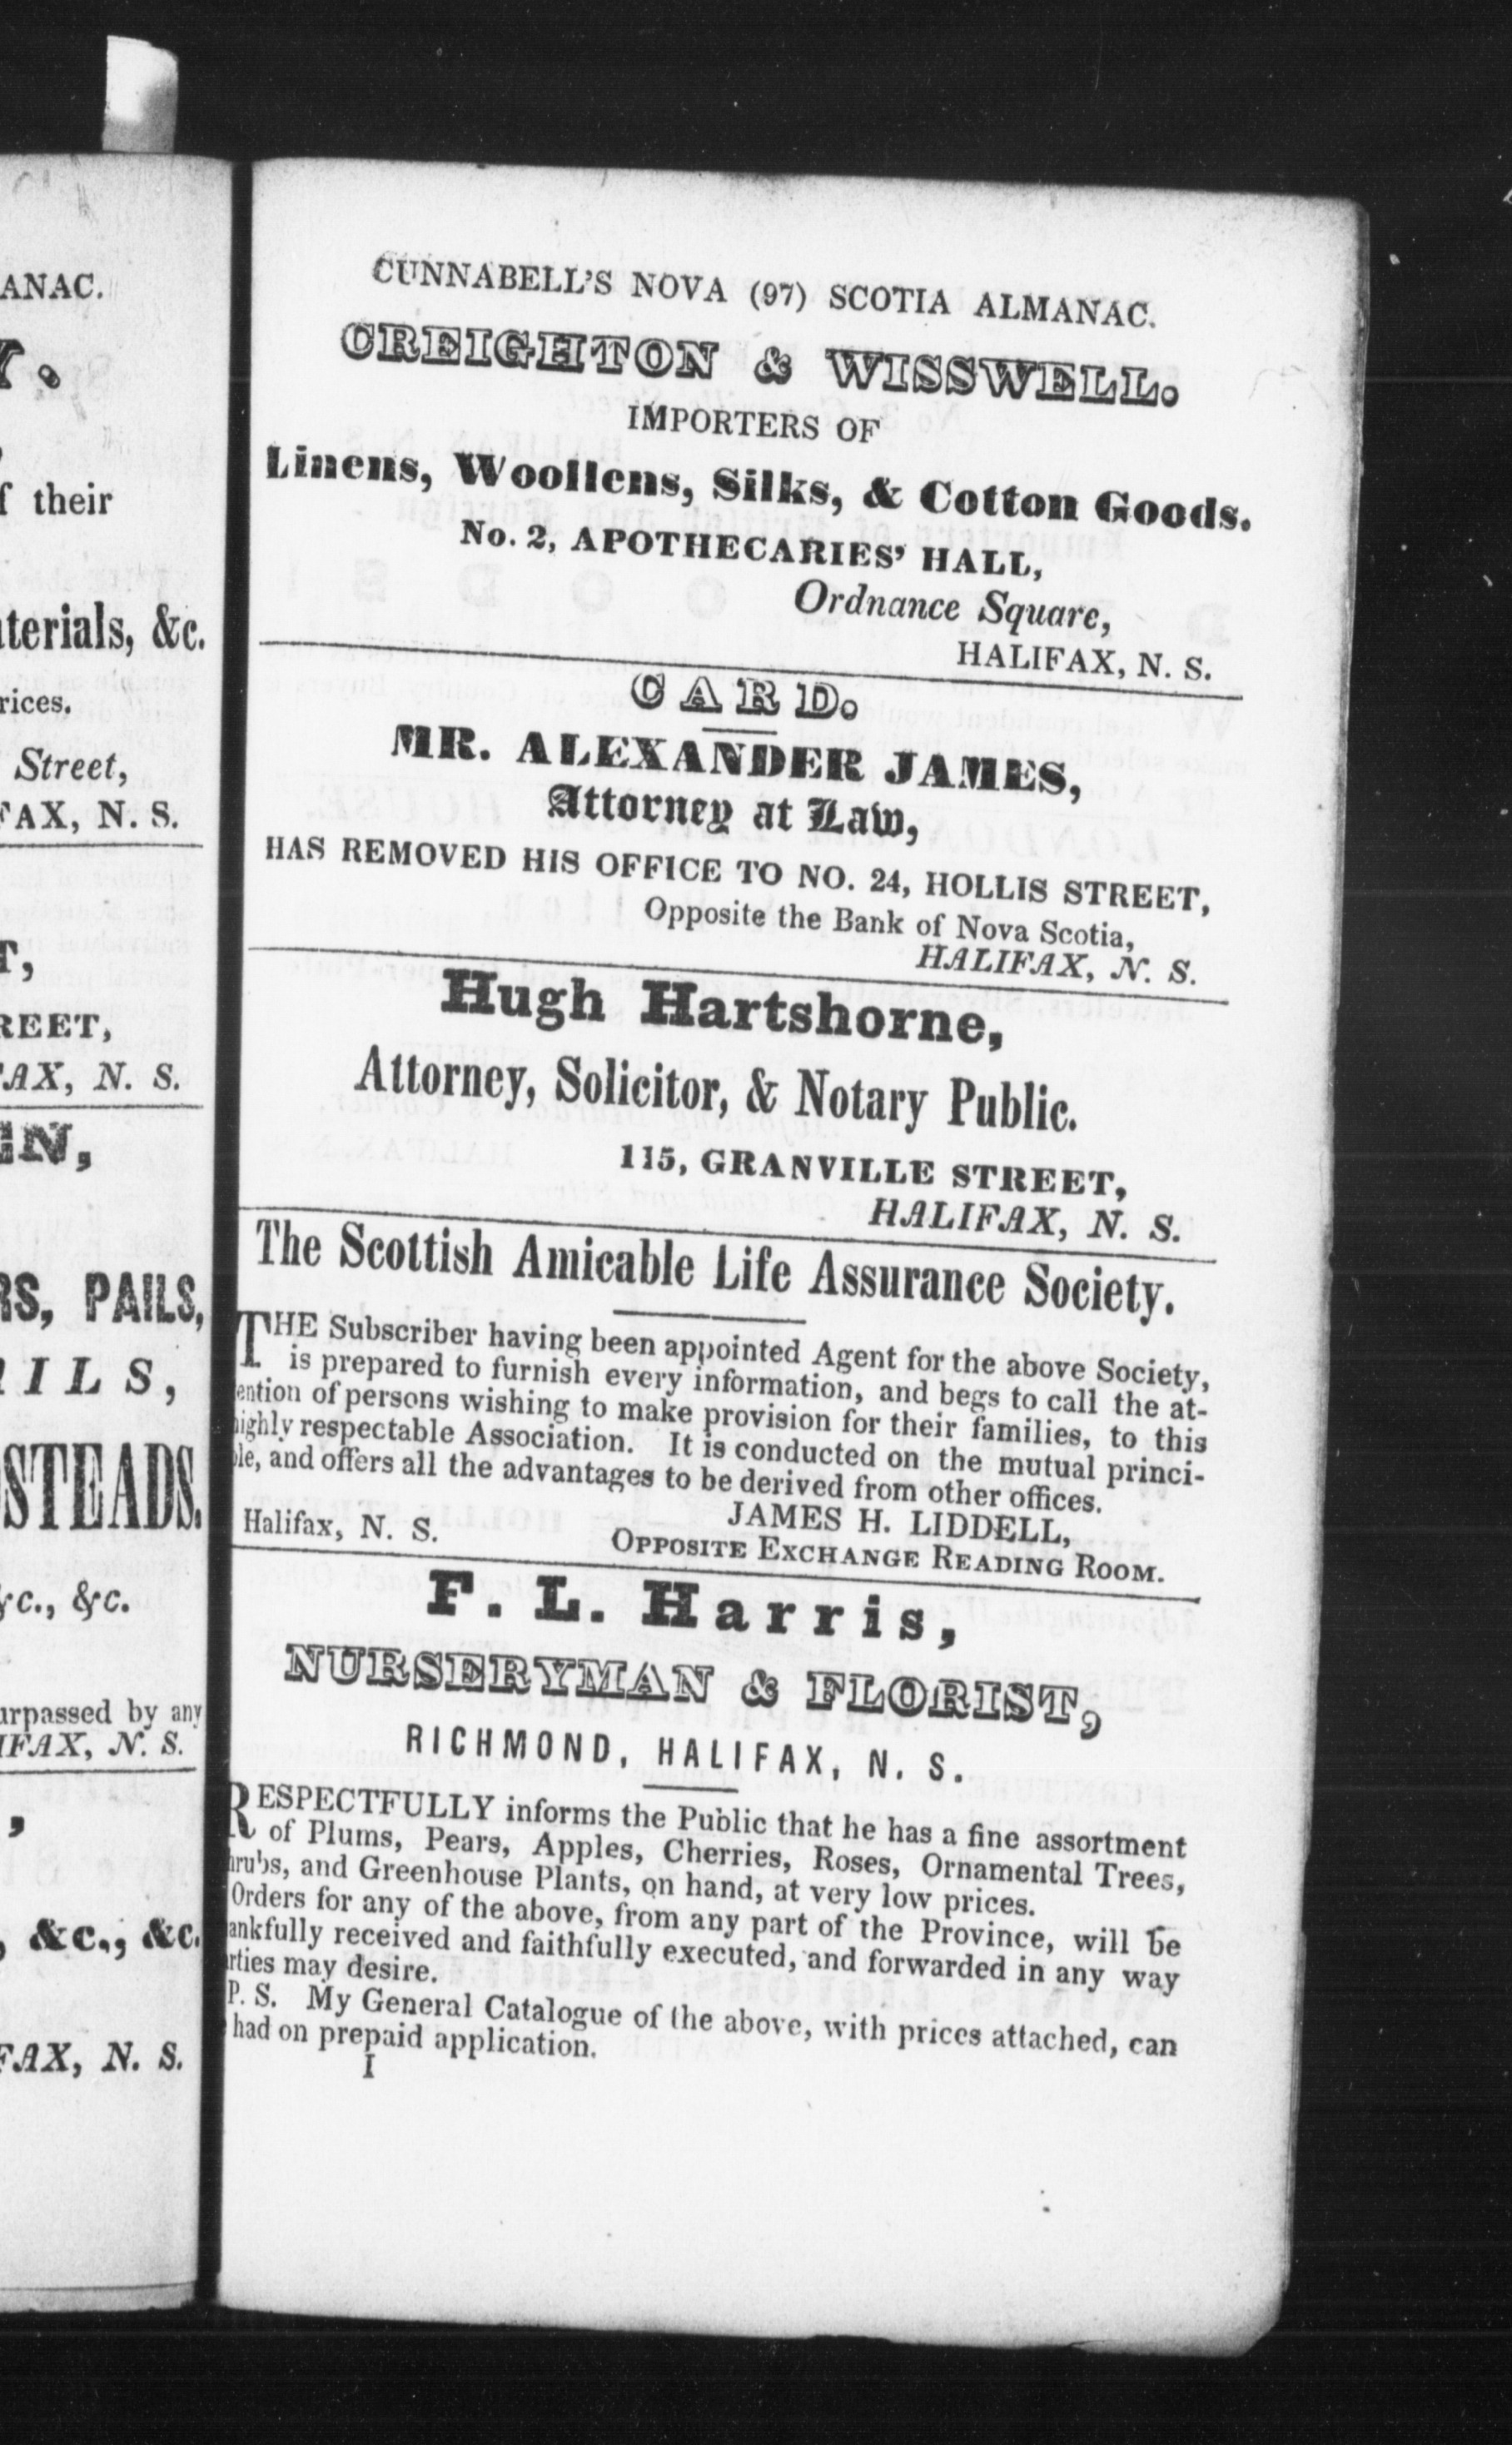 ANAC.
Y.
f their
terials, &c.
rices.
Street,
FAX, N. S.
T,
REET,
AX, N. S.
EN,
RS, PAILS,
ILS,
STEADS.
&c., &c.
urpassed by any
IFAX, N. S.
, &c., &c.
FAX, N. S.
CUNNABELL'S NOVA (97) SCOTIA ALMANAC.
CREIGHTON & WISSWELL.
IMPORTERS OF
Linens, Woollens, Silks, & Cotton Goods.
No. 2, APOTHECARIES' HALL,
Ordnance Square,
HALIFAX, N. S.
CARD.
MR. ALEXANDER JAMES,
Attorney at Law,
HAS REMOVED HIS OFFICE TO NO. 24, HOLLIS STREET,
Opposite the Bank of Nova Scotia,
HALIFAX, N. S.
Hugh Hartshorne,
Attorney, Solicitor, & Notary Public.
115, GRANVILLE STREET,
HALIFAX, N. S.
The Scottish Amicable Life Assurance Society.
THE Subscriber having been appointed Agent for the above Society,
is prepared to furnish every information, and begs to call the at-
ention of persons wishing to make provision for their families, to this
highly respectable Association. It is conducted on the mutual princi-
ple, and offers all the advantages to be derived from other offices.
JAMES H. LIDDELL,
Halifax, N. S. OPPOSITE EXCHANGE READING ROOM.
F. L. Harris,
NURSERYMAN & FLORIST,
RICHMOND, HALIFAX, N. S.
RESPECTFULLY informs the Public that he has a fine assortment
of Plums, Pears, Apples, Cherries, Roses, Ornamental Trees,
hrubs, and Greenhouse Plants, on hand, at very low prices.
Orders for any of the above, from any part of the Province, will be
ankfully received and faithfully executed, and forwarded in any way
rties may desire.
P. S. My General Catalogue of the above, with prices attached, can
had on prepaid application.
I